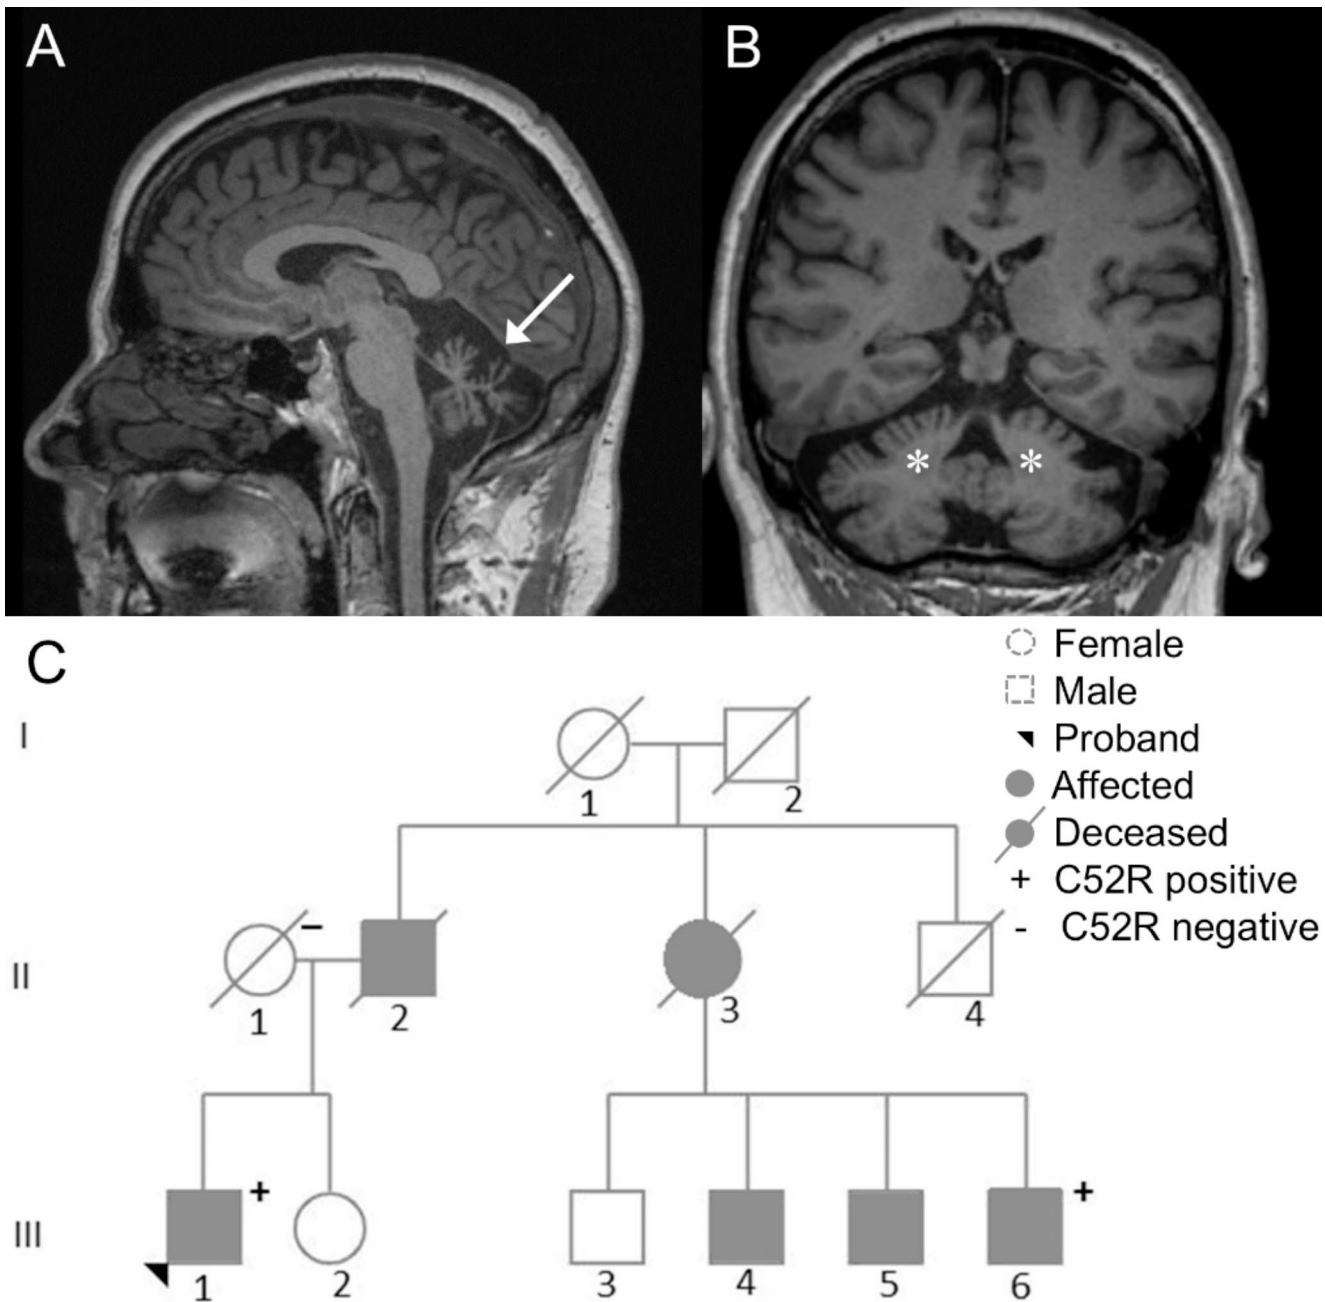 A
B
C
Female
Male
Proband
Affected
Deceased
+ C52R positive
- C52R negative
I
1
2
II
−
1
2
3
4
III
+
+
1
2
3
4
5
6
*
*